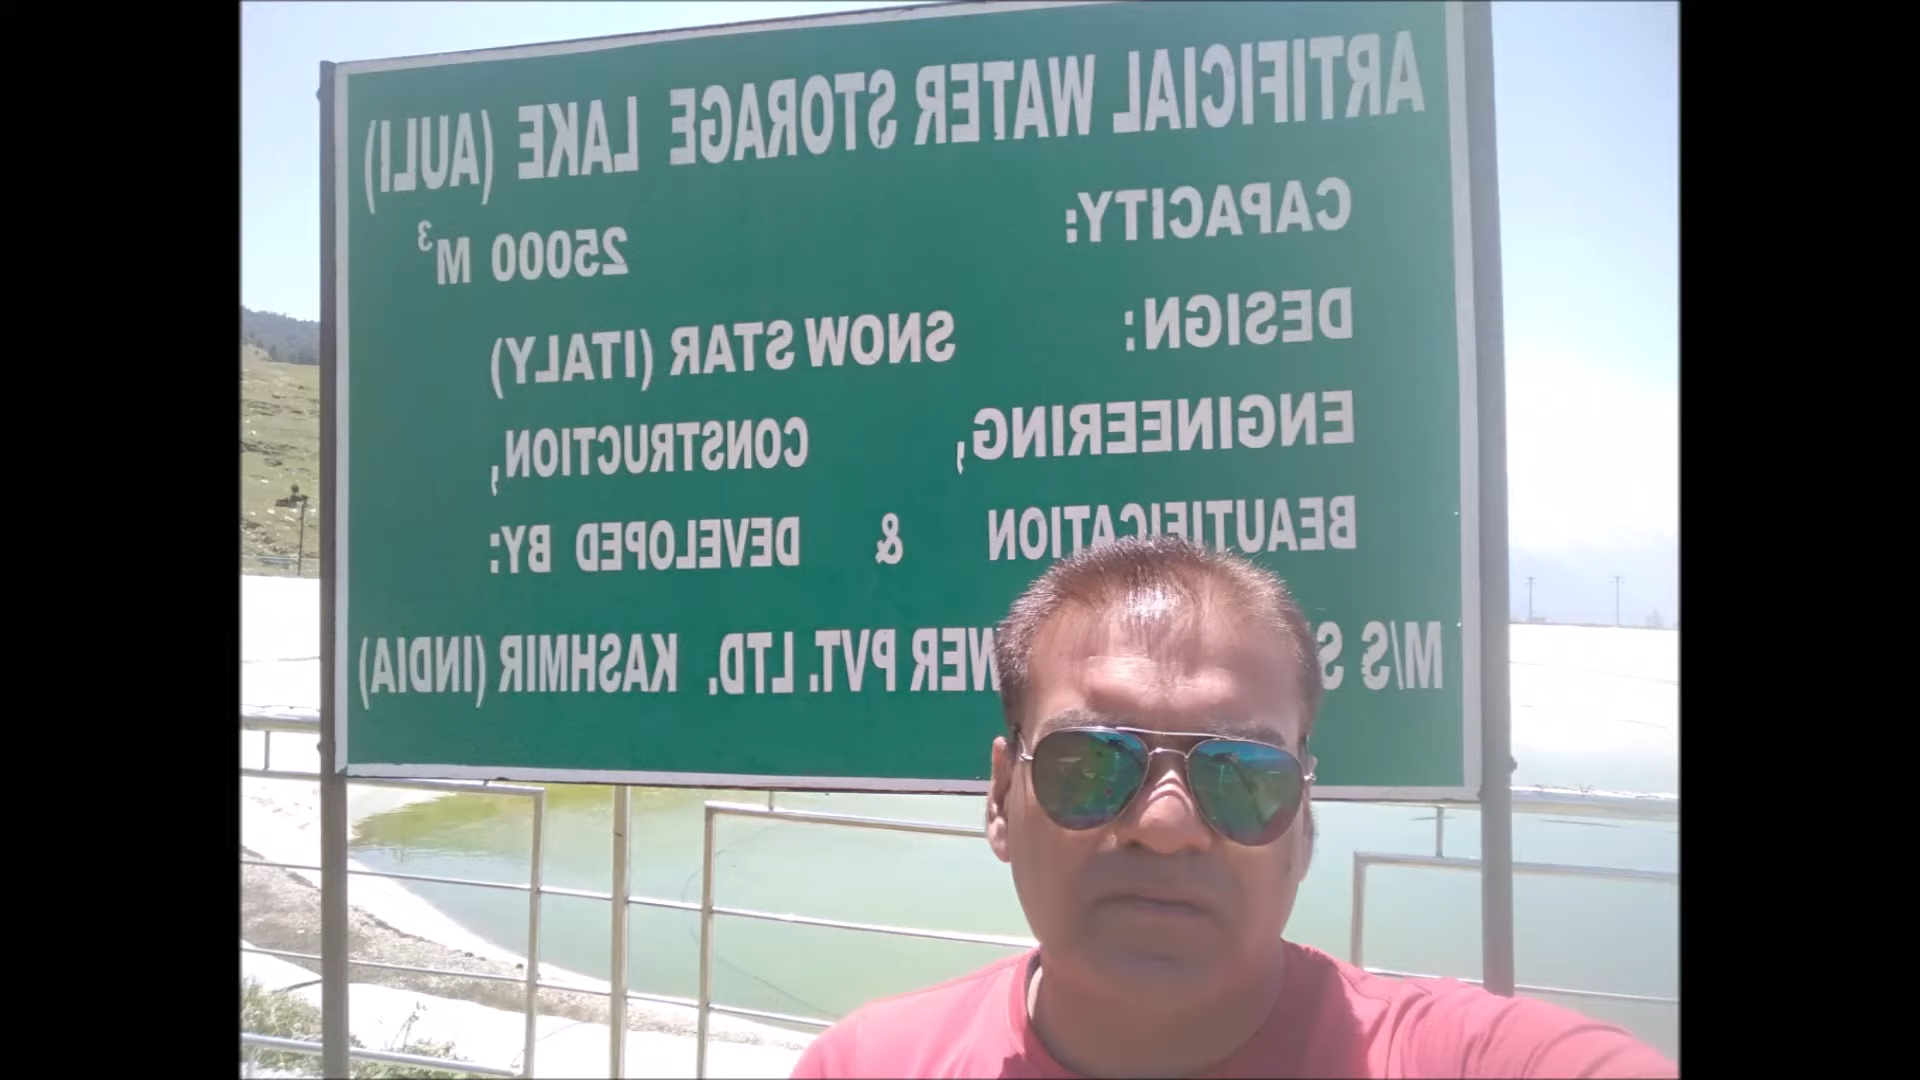 ARTIFICIAL WATER STORAGE LAKE (AULI)
CAPACITY: 25000 M³
DESIGN: SNOW STAR (ITALY)
ENGINEERING, CONSTRUCTION,
BEAUTIFICATION & DEVELOPED BY:
M/S PVT. LTD. KASHMIR (INDIA)